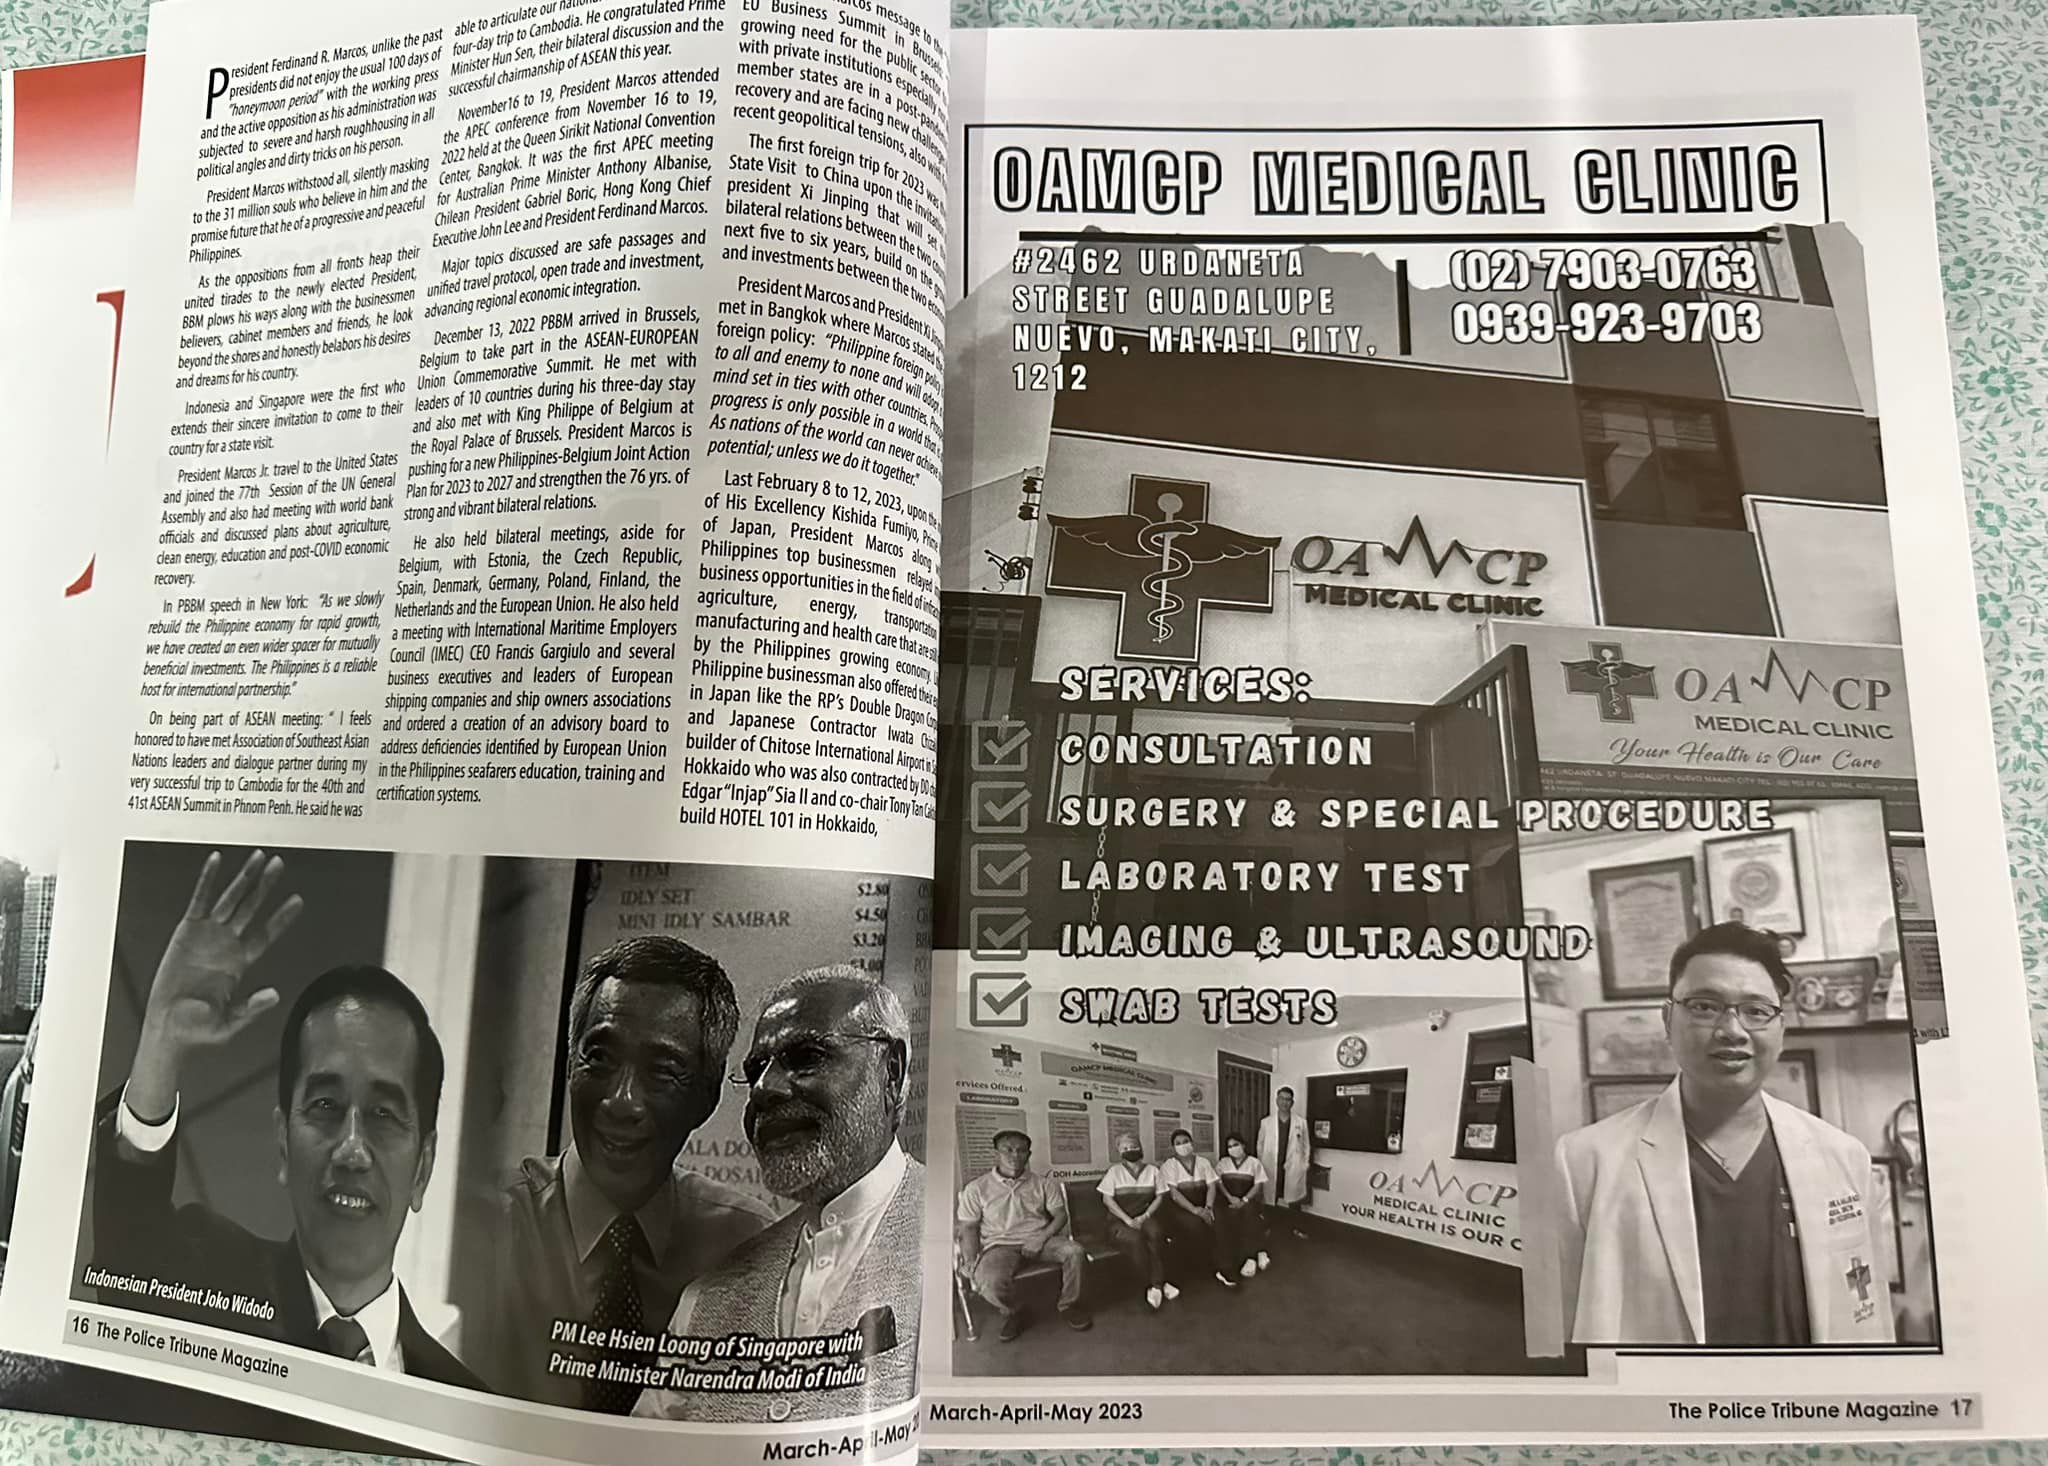 President Ferdinand R. Marcos, unlike the past
presidents did not enjoy the usual 100 days of
"honeymoon period" with the working press
and the active opposition as his administration was
subjected to severe and harsh roughhousing in all
political angles and dirty tricks on his person.
President Marcos withstood all, silently masking
to the 31 million souls who believe in him and the
promise future that he of a progressive and peaceful
Philippines.
As the oppositions from all fronts heap their
united tirades to the newly elected President,
BBM plows his ways along with the businessmen
believers, cabinet members and friends, he look
beyond the shores and honestly belabors his desires
and dreams for his country.
Indonesia and Singapore were the first who
extends their sincere invitation to come to their
country for a state visit.
President Marcos Jr. travel to the United States
and joined the 77th Session of the UN General
Assembly and also had meeting with world bank
officials and discussed plans about agriculture,
clean energy, education and post-COVID economic
recovery.
In PBBM speech in New York: "As we slowly
rebuild the Philippine economy for rapid growth,
we have created an even wider spacer for mutually
beneficial investments. The Philippines is a reliable
host for international partnership."
On being part of ASEAN meeting: " I feels
honored to have met Association of Southeast Asian
Nations leaders and dialogue partner during my
very successful trip to Cambodia for the 40th and
41st ASEAN Summit in Phnom Penh. He said he was
able to articulate our
four-day trip to Cambodia. He congratulated Prime
Minister Hun Sen, their bilateral discussion and the
successful chairmanship of ASEAN this year.
November16 to 19, President Marcos attended
the APEC conference from November 16 to 19,
2022 held at the Queen Sirikit National Convention
Center, Bangkok. It was the first APEC meeting
for Australian Prime Minister Anthony Albanise,
Chilean President Gabriel Boric, Hong Kong Chief
Executive John Lee and President Ferdinand Marcos.
Major topics discussed are safe passages and
unified travel protocol, open trade and investment,
advancing regional economic integration.
December 13, 2022 PBBM arrived in Brussels,
Belgium to take part in the ASEAN-EUROPEAN
Union Commemorative Summit. He met with
leaders of 10 countries during his three-day stay
and also met with King Philippe of Belgium at
the Royal Palace of Brussels. President Marcos is
pushing for a new Philippines-Belgium Joint Action
Plan for 2023 to 2027 and strengthen the 76 yrs. of
strong and vibrant bilateral relations.
He also held bilateral meetings, aside for
Belgium, with Estonia, the Czech Republic,
Spain, Denmark, Germany, Poland, Finland, the
Netherlands and the European Union. He also held
a meeting with International Maritime Employers
Council (IMEC) CEO Francis Gargiulo and several
business executives and leaders of European
shipping companies and ship owners associations
and ordered a creation of an advisory board to
address deficiencies identified by European Union
in the Philippines seafarers education, training and
certification systems.
message to the
EU Business Summit in Brussels
growing need for the public sector
with private institutions especially
member states are in a
recovery and are facing new
recent geopolitical tensions, also with
The first foreign trip for 2023 was
State Visit to China upon the
president Xi Jinping that will set
bilateral relations between the two
next five to six years, build on the
and investments between the two
President Marcos and President Xi
met in Bangkok where Marcos stated
foreign policy: "Philippine foreign policy
to all and enemy to none and will
mind set in ties with other countries.
progress is only possible in a world that
As nations of the world can never achieve
potential; unless we do it together."
Last February 8 to 12, 2023, upon the
of His Excellency Kishida Fumiyo, Prime
of Japan, President Marcos along
Philippines top businessmen relayed
business opportunities in the field of
agriculture, energy, transportation
manufacturing and health care that are
by the Philippines growing economy.
Philippine businessman also offered their
in Japan like the RP's Double Dragon
and Japanese Contractor Iwata
builder of Chitose International Airport in
Hokkaido who was also contracted by DD
Edgar "Injap" Sia II and co-chair Tony Tan
build HOTEL 101 in Hokkaido,
ITEM
IDLY SET $2.80
MINI IDLY SAMBAR $4.50
$3.20
Indonesian President Joko Widodo
PM Lee Hsien Loong of Singapore with
Prime Minister Narendra Modi of India
16 The Police Tribune Magazine
OAMCP MEDICAL CLINIC
#2462 URDANETA
STREET GUADALUPE
NUEVO, MAKATI CITY,
1212
(02) 7903-0763
0939-923-9703
OAMCP
MEDICAL CLINIC
OAMCP
MEDICAL CLINIC
Your Health is Our Care
SERVICES:
CONSULTATION
SURGERY & SPECIAL PROCEDURE
LABORATORY TEST
IMAGING & ULTRASOUND
SWAB TESTS
OAMCP MEDICAL CLINIC
LABORATORY
OAMCP
MEDICAL CLINIC
YOUR HEALTH IS OUR
March-April-May 2023
The Police Tribune Magazine 17